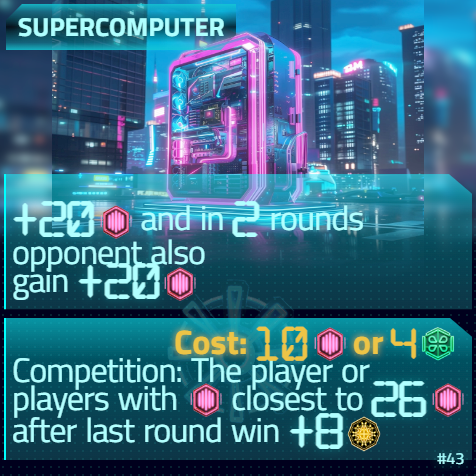 SUPERCOMPUTER
+20 and in 2 rounds
opponent also
gain +20
Cost: 10 or 4
Competition: The player or
players with closest to 26
after last round win +8
#43